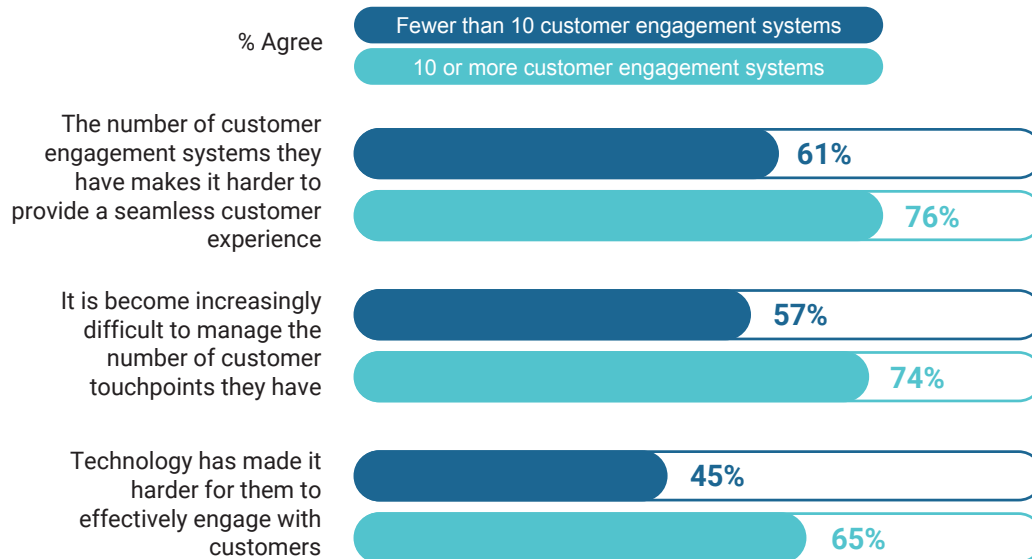 % Agree
Fewer than 10 customer engagement systems
10 or more customer engagement systems
The number of customer
engagement systems they
have makes it harder to
provide a seamless customer
experience
61%
76%
It is become increasingly
difficult to manage the
number of customer
touchpoints they have
57%
74%
Technology has made it
harder for them to
effectively engage with
customers
45%
65%